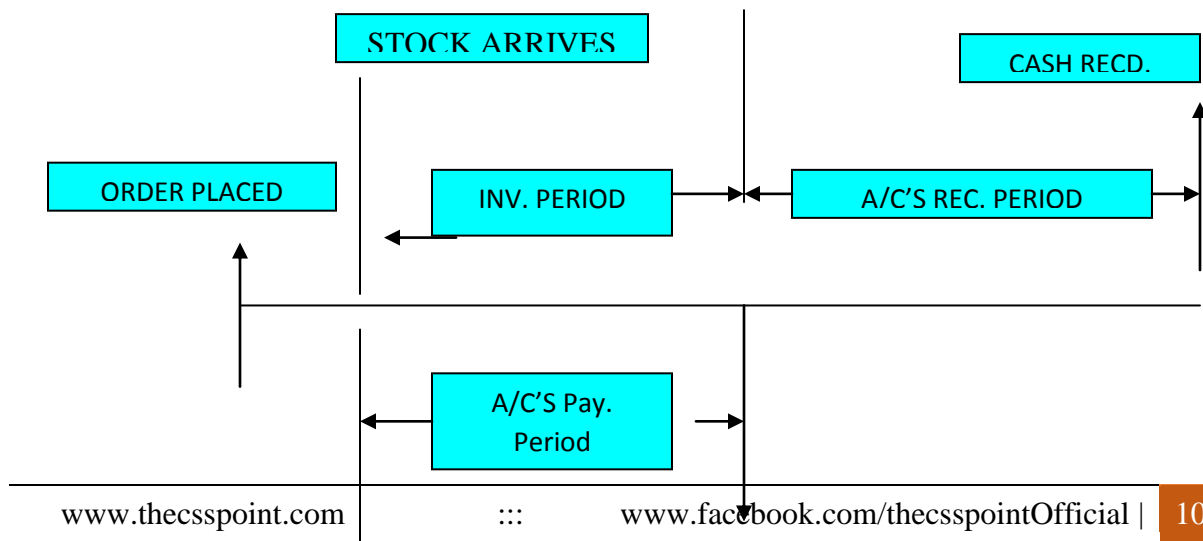 STOCK ARRIVES
CASH RECD.
ORDER PLACED
INV. PERIOD
A/C’S REC. PERIOD
A/C’S Pay.
Period
www.thecsspoint.com ::: www.facebook.com/thecsspointOfficial | 10